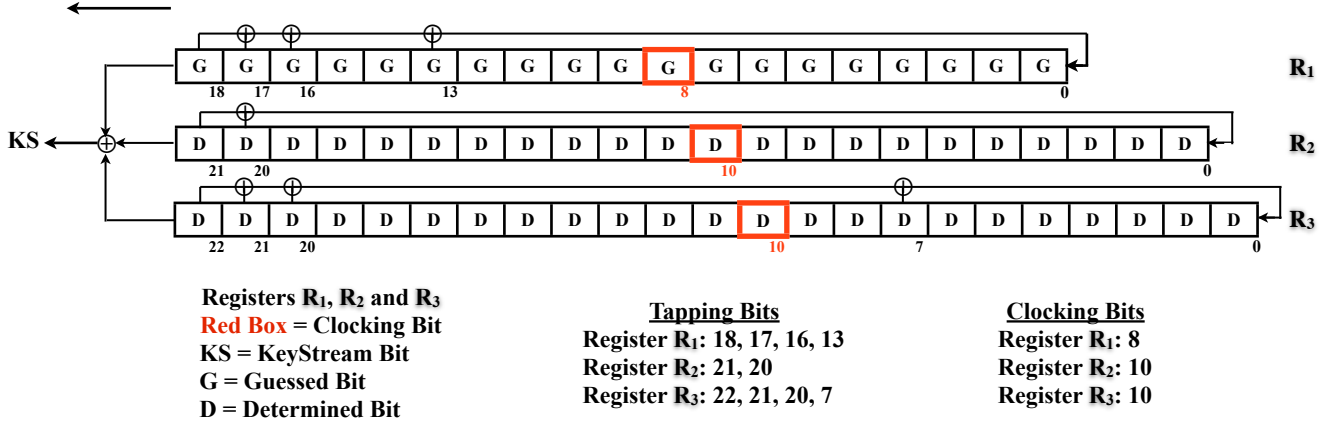 G G G G G G G G G G G G G G G G G G G R1
18 17 16 13 8 0
KS D D D D D D D D D D D D D D D D D D D D D D R2
21 20 10 0
D D D D D D D D D D D D D D D D D D D D D D D R3
22 21 20 10 7 0
Registers R1, R2 and R3
Red Box = Clocking Bit
KS = KeyStream Bit
G = Guessed Bit
D = Determined Bit
Tapping Bits
Register R1: 18, 17, 16, 13
Register R2: 21, 20
Register R3: 22, 21, 20, 7
Clocking Bits
Register R1: 8
Register R2: 10
Register R3: 10